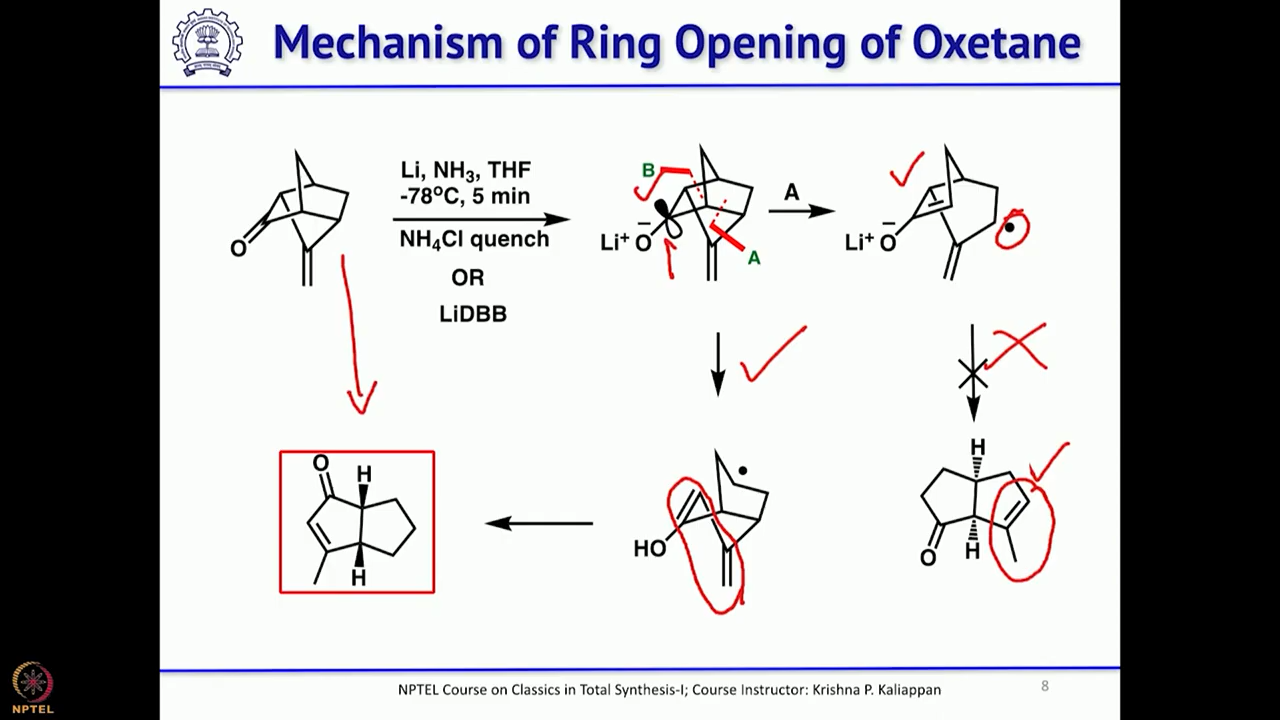 Mechanism of Ring Opening of Oxetane
Li, NH3, THF
-78oC, 5 min
NH4Cl quench
OR
LiDBB
O
B
Li+ O
−
A
A
Li+ O
−
O
H
H
HO
H
H
O
NPTEL Course on Classics in Total Synthesis-I; Course Instructor: Krishna P. Kaliappan
8
NPTEL